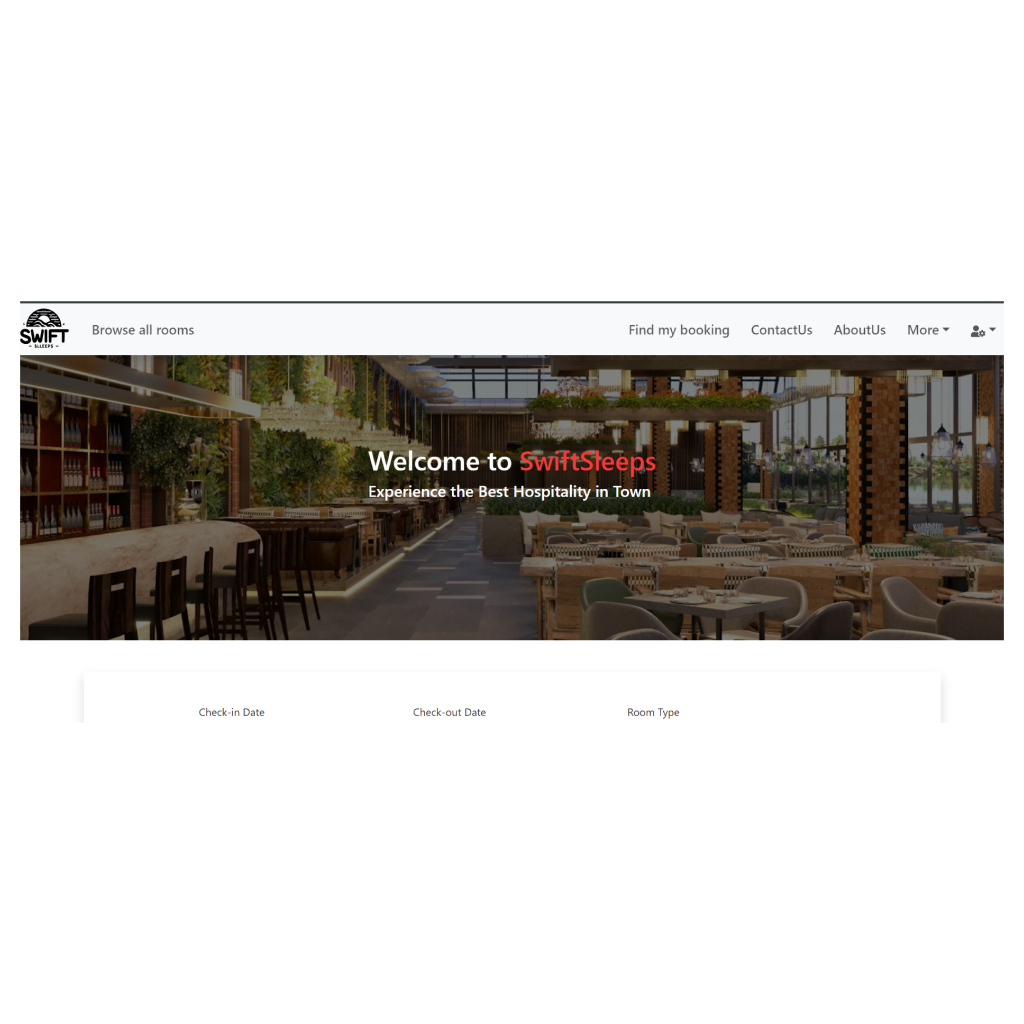 SWIFT
- SLLEEPS -
Browse all rooms
Find my booking
ContactUs
AboutUs
More
Welcome to SwiftSleeps
Experience the Best Hospitality in Town
Check-in Date
Check-out Date
Room Type